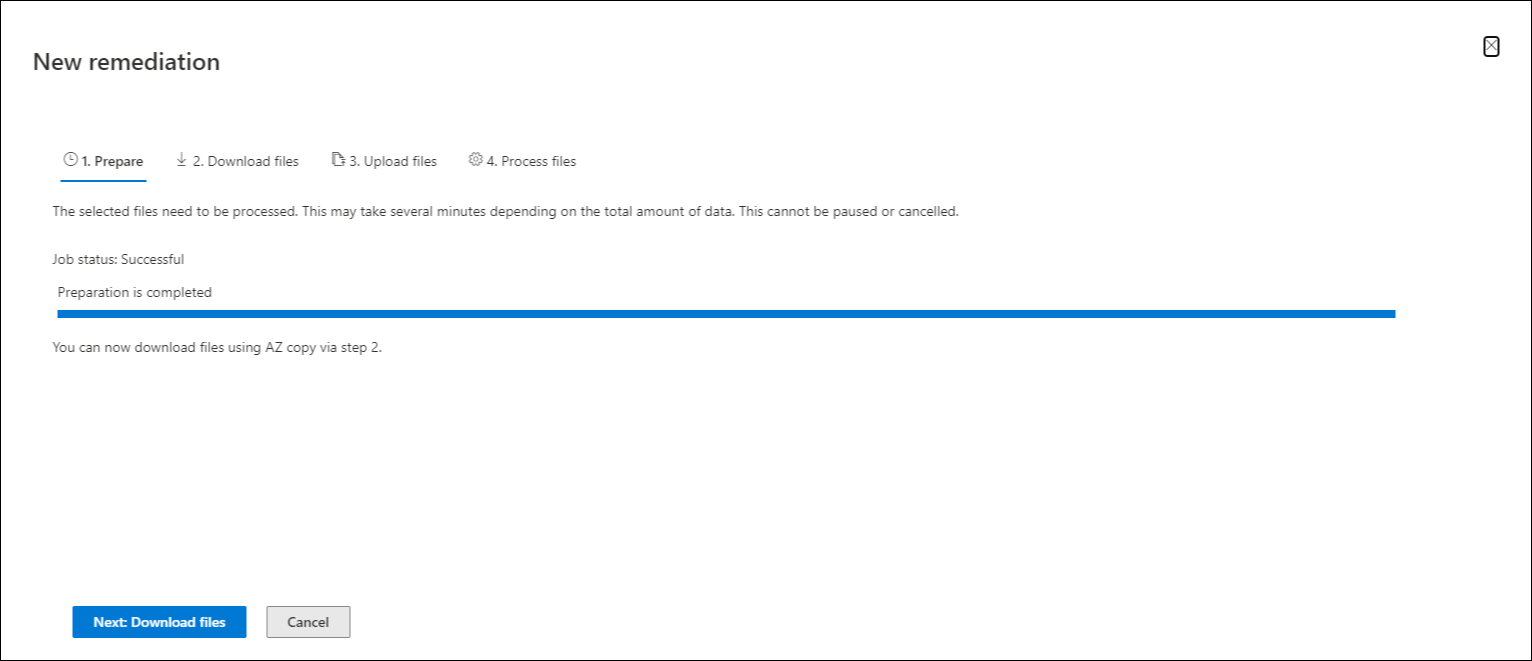 New remediation
1. Prepare
2. Download files
3. Upload files
4. Process files
The selected files need to be processed. This may take several minutes depending on the total amount of data. This cannot be paused or cancelled.
Job status: Successful
Preparation is completed
You can now download files using AZ copy via step 2.
Next: Download files
Cancel